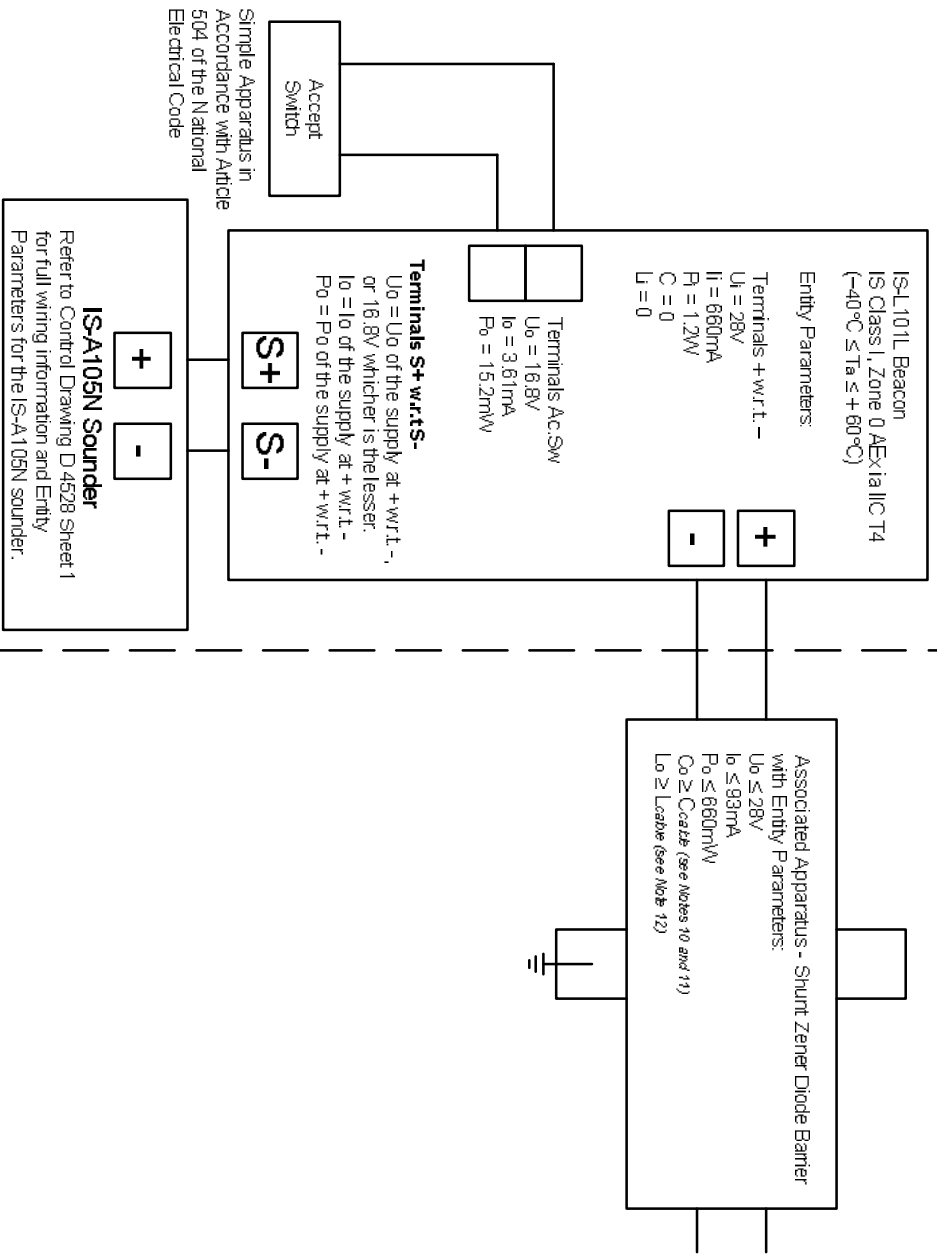 IS-L101L Beacon
IS Class I, Zone 0 AEx ia IIC T4
(–40°C ≤ Ta ≤ +60°C)
Entity Parameters:
Terminals + w.r.t. –
Ui = 28V
Ii = 660mA
Pi = 1.2W
C = 0
Li = 0
+
-
Terminals Ac.Sw
Uo = 16.8V
Io = 3.61mA
Po = 15.2mW
Terminals S+ w.r.t S-
Uo = Uo of the supply at + w.r.t. -,
or 16.8V whicher is the lesser.
Io = Io of the supply at + w.r.t. -
Po = Po of the supply at + w.r.t. -
S+
S-
Accept
Switch
Simple Apparatus in
Accordance with Article
504 of the National
Electrical Code
+
-
IS-A105N Sounder
Refer to Control Drawing D 4528 Sheet 1
for full wiring information and Entity
Parameters for the IS-A105N sounder.
Associated Apparatus - Shunt Zener Diode Barrier
with Entity Parameters:
Uo ≤ 28V
Io ≤ 93mA
Po ≤ 660mW
Co ≥ Ccable (see Notes 10 and 11)
Lo ≥ Lcable (see Note 12)